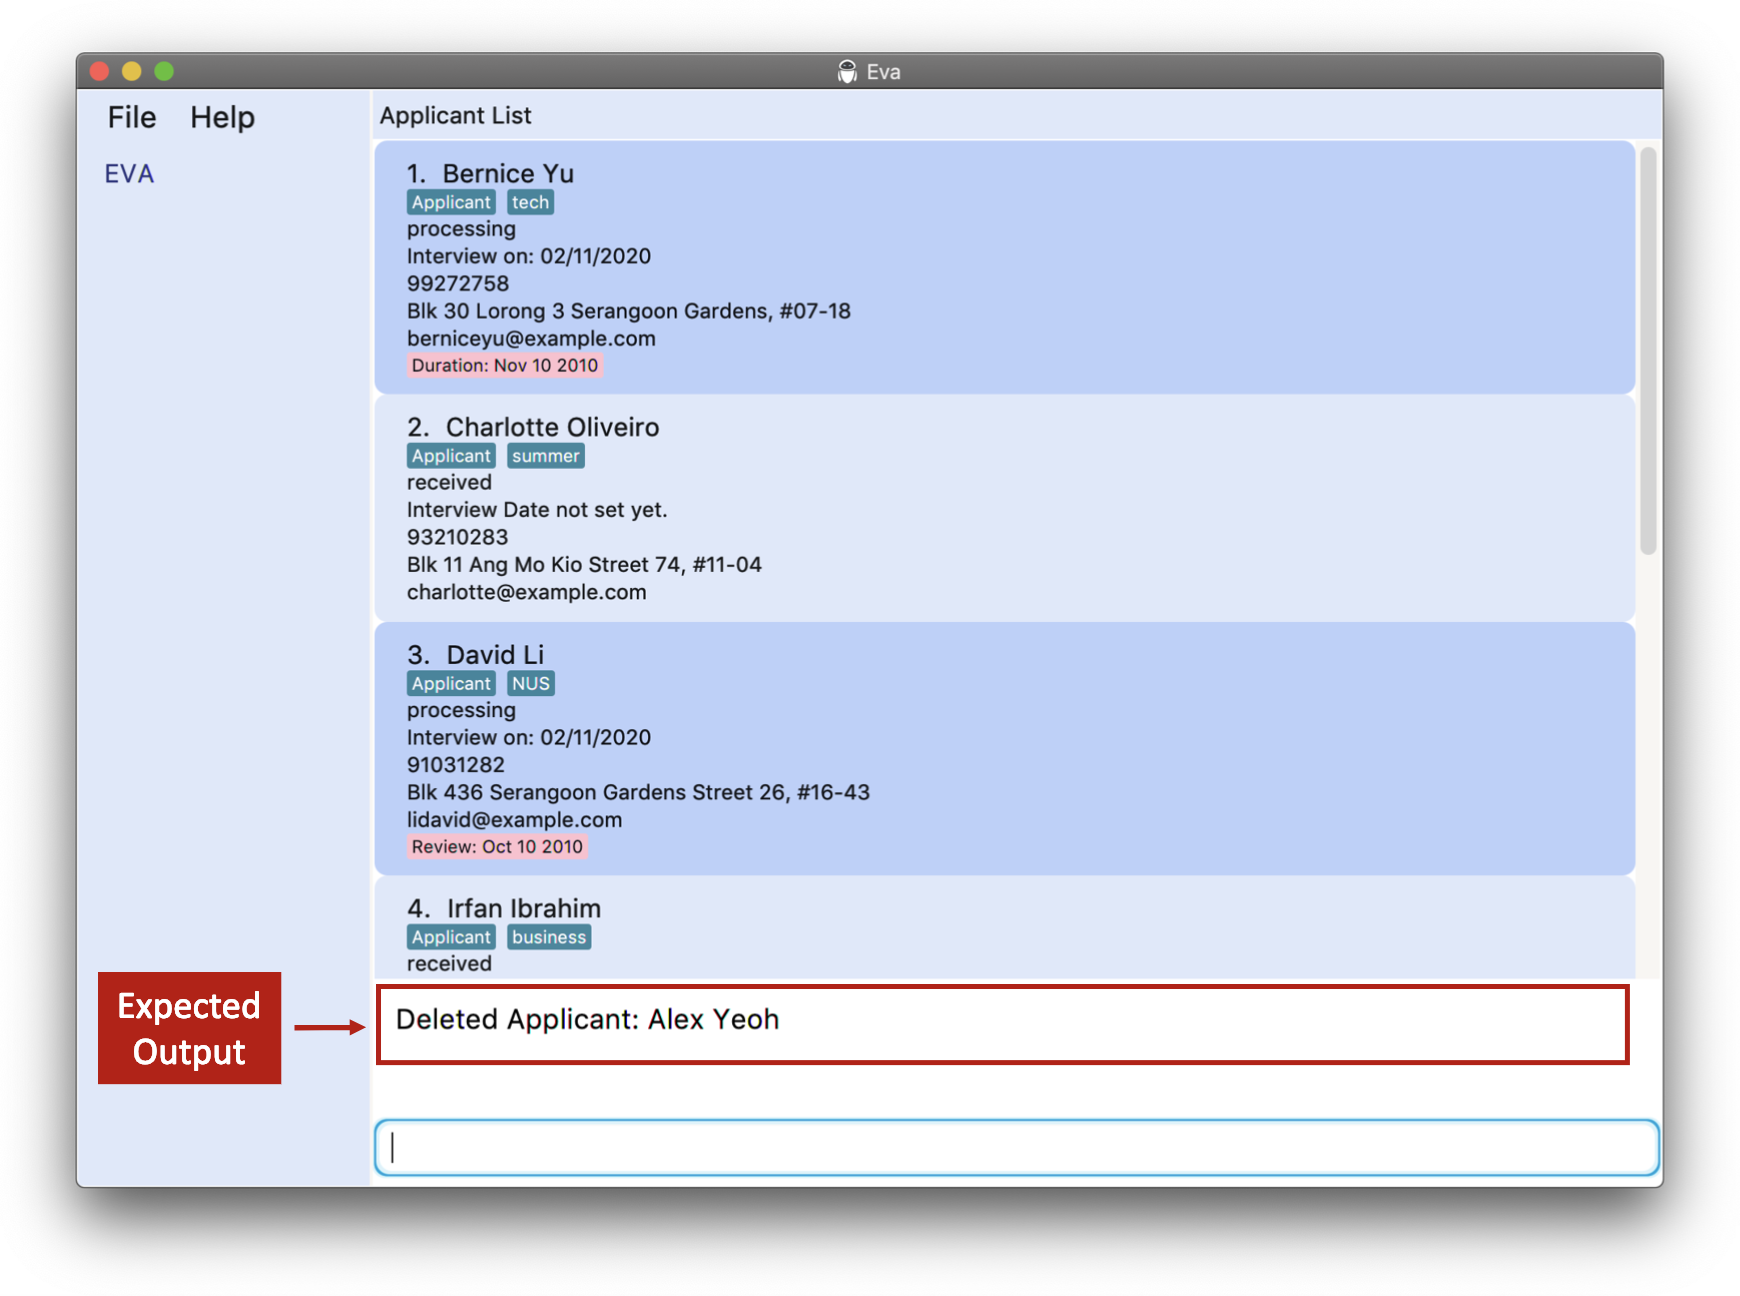 Eva
File Help
EVA
Applicant List
1. Bernice Yu
Applicant tech
processing
Interview on: 02/11/2020
99272758
Blk 30 Lorong 3 Serangoon Gardens, #07-18
berniceyu@example.com
Duration: Nov 10 2010
2. Charlotte Oliveiro
Applicant summer
received
Interview Date not set yet.
93210283
Blk 11 Ang Mo Kio Street 74, #11-04
charlotte@example.com
3. David Li
Applicant NUS
processing
Interview on: 02/11/2020
91031282
Blk 436 Serangoon Gardens Street 26, #16-43
lidavid@example.com
Review: Oct 10 2010
4. Irfan Ibrahim
Applicant business
received
Expected
Output
Deleted Applicant: Alex Yeoh